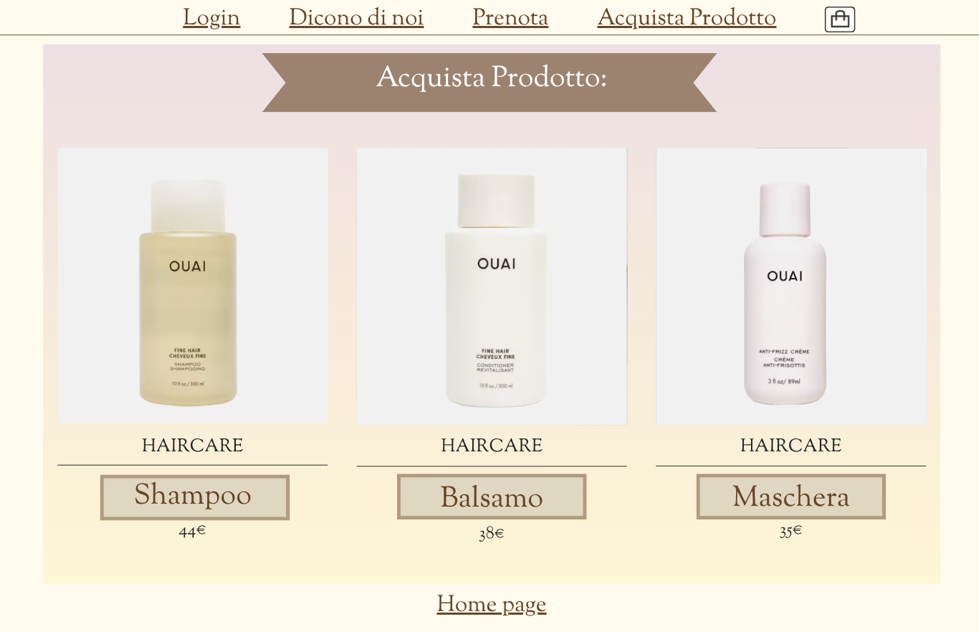 Login Dicono di noi Prenota Acquista Prodotto
Acquista Prodotto:
OUAI
FINE HAIR
CHEVEUX FINS
SHAMPOO
SHAMPOOING
10 fl oz / 300 ml
OUAI
FINE HAIR
CHEVEUX FINS
CONDITIONER
REVITALISANT
10 fl oz / 300 ml
OUAI
ANTI-FRIZZ CRÈME
CRÈME
ANTI-FRISOTTIS
3 fl oz/ 89ml
HAIRCARE
Shampoo
44€
HAIRCARE
Balsamo
38€
HAIRCARE
Maschera
35€
Home page